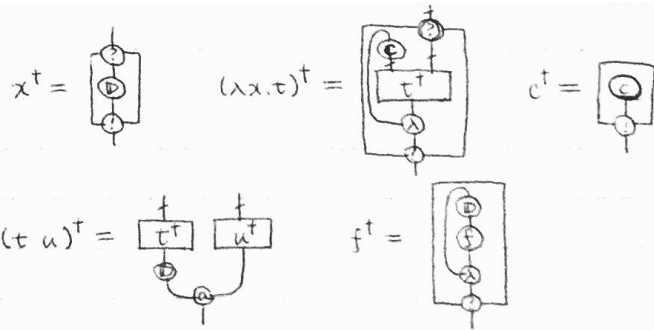 x† = ? D !
(λx.t)† = ? C t† λ !
c† = c !
(t u)† = t† u† D @
f† = D f λ !